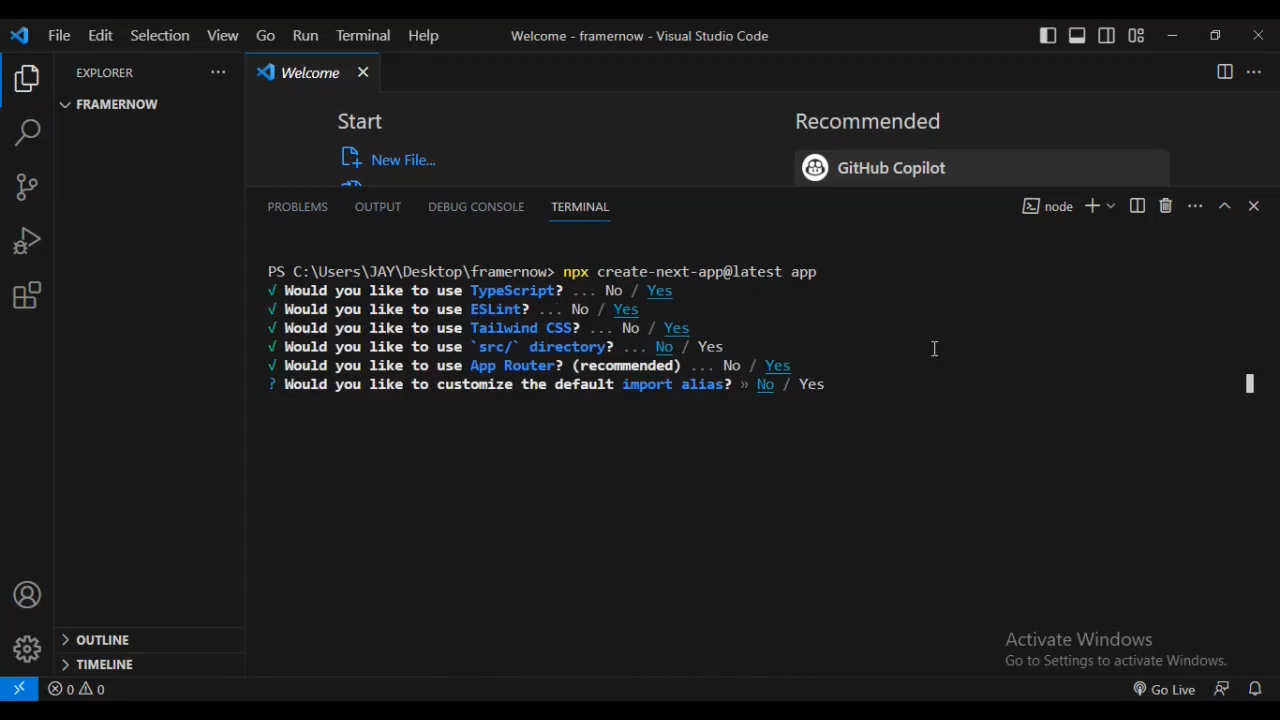 File Edit Selection View Go Run Terminal Help
Welcome - framernow - Visual Studio Code
EXPLORER
Welcome
FRAMERNOW
Start
Recommended
New File...
GitHub Copilot
PROBLEMS OUTPUT DEBUG CONSOLE TERMINAL
node
PS C:\Users\JAY\Desktop\framernow> npx create-next-app@latest app
√ Would you like to use TypeScript? ... No / Yes
√ Would you like to use ESLint? ... No / Yes
√ Would you like to use Tailwind CSS? ... No / Yes
√ Would you like to use `src/` directory? ... No / Yes
√ Would you like to use App Router? (recommended) ... No / Yes
? Would you like to customize the default import alias? » No / Yes
OUTLINE
TIMELINE
Activate Windows
Go to Settings to activate Windows.
0 0
Go Live